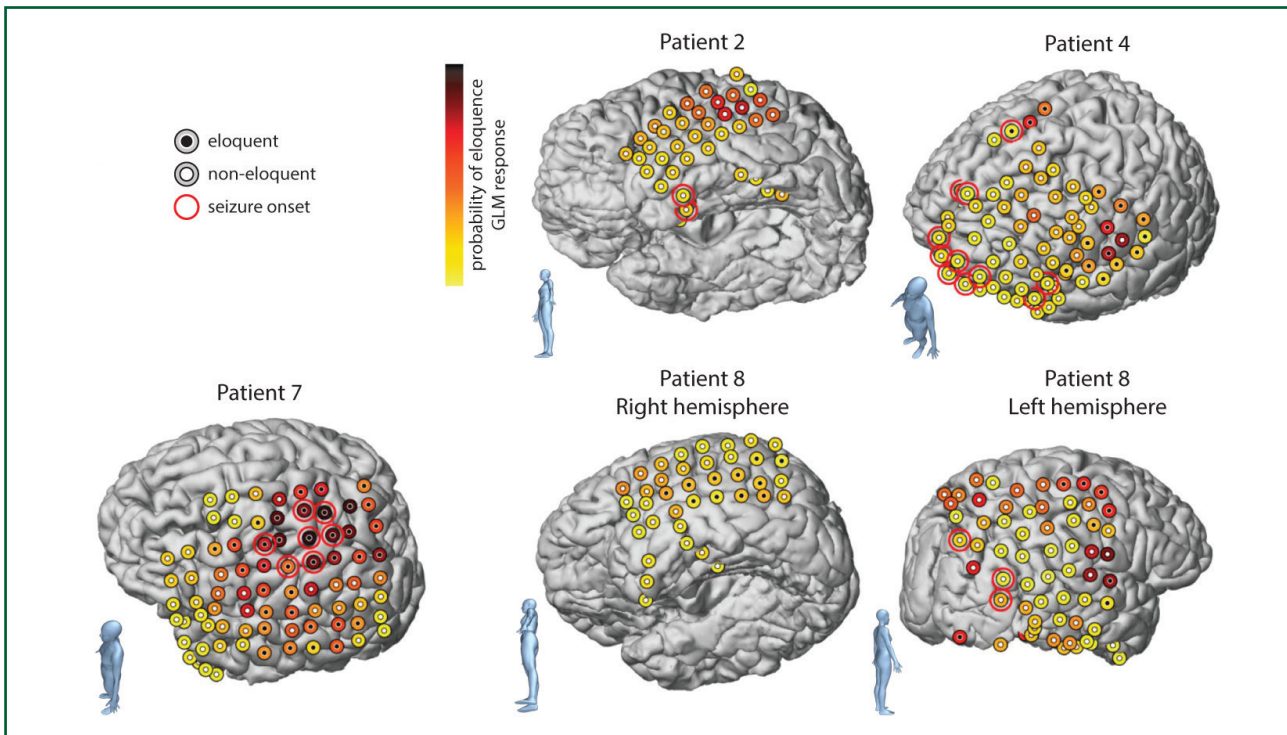 Patient 2
Patient 4
eloquent
non-eloquent
seizure onset
probability of eloquence
GLM response
Patient 7
Patient 8
Right hemisphere
Patient 8
Left hemisphere